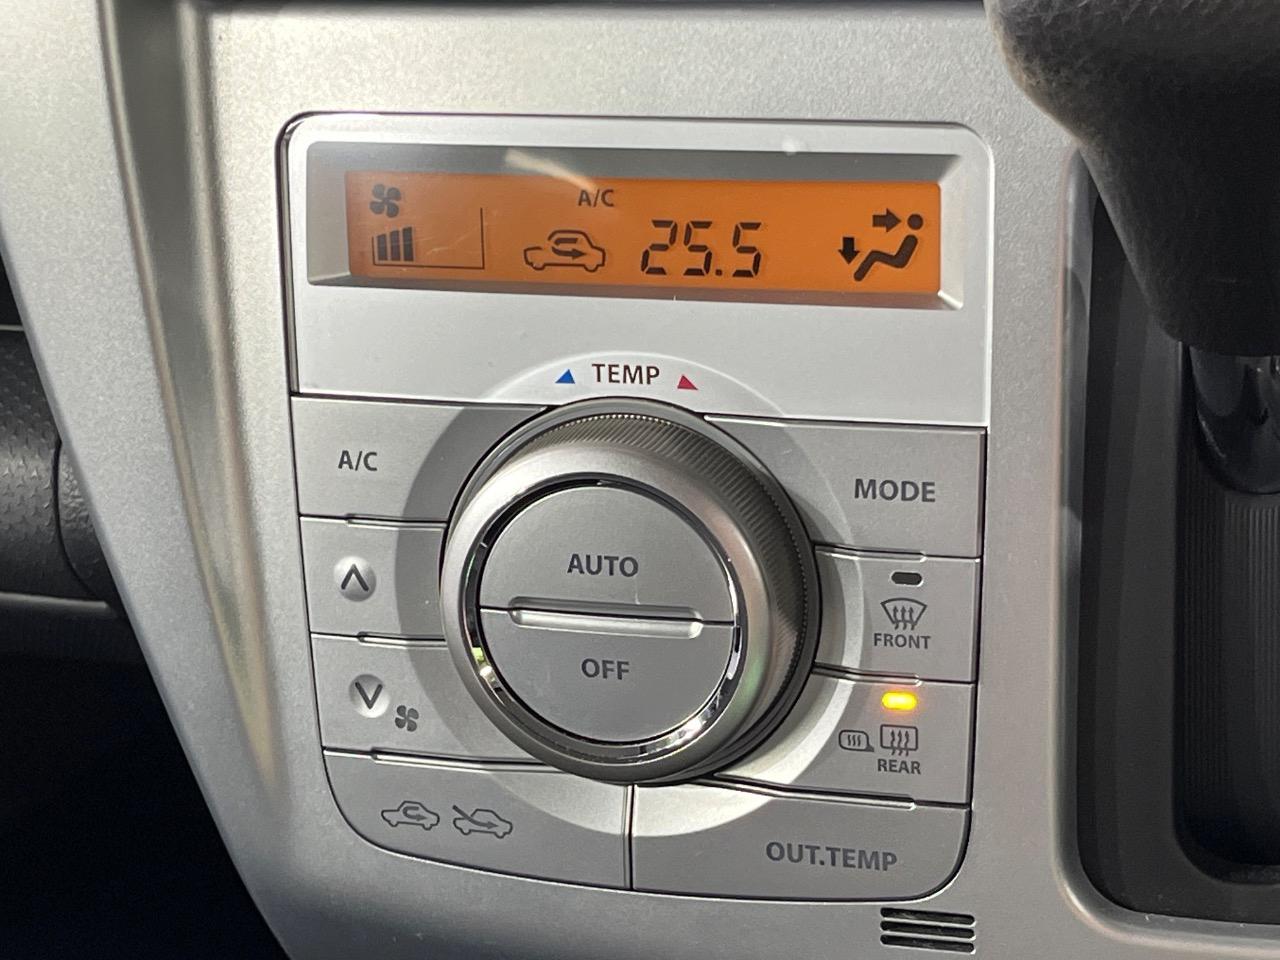 A/C
25.5
TEMP
A/C
MODE
AUTO
FRONT
OFF
REAR
OUT.TEMP